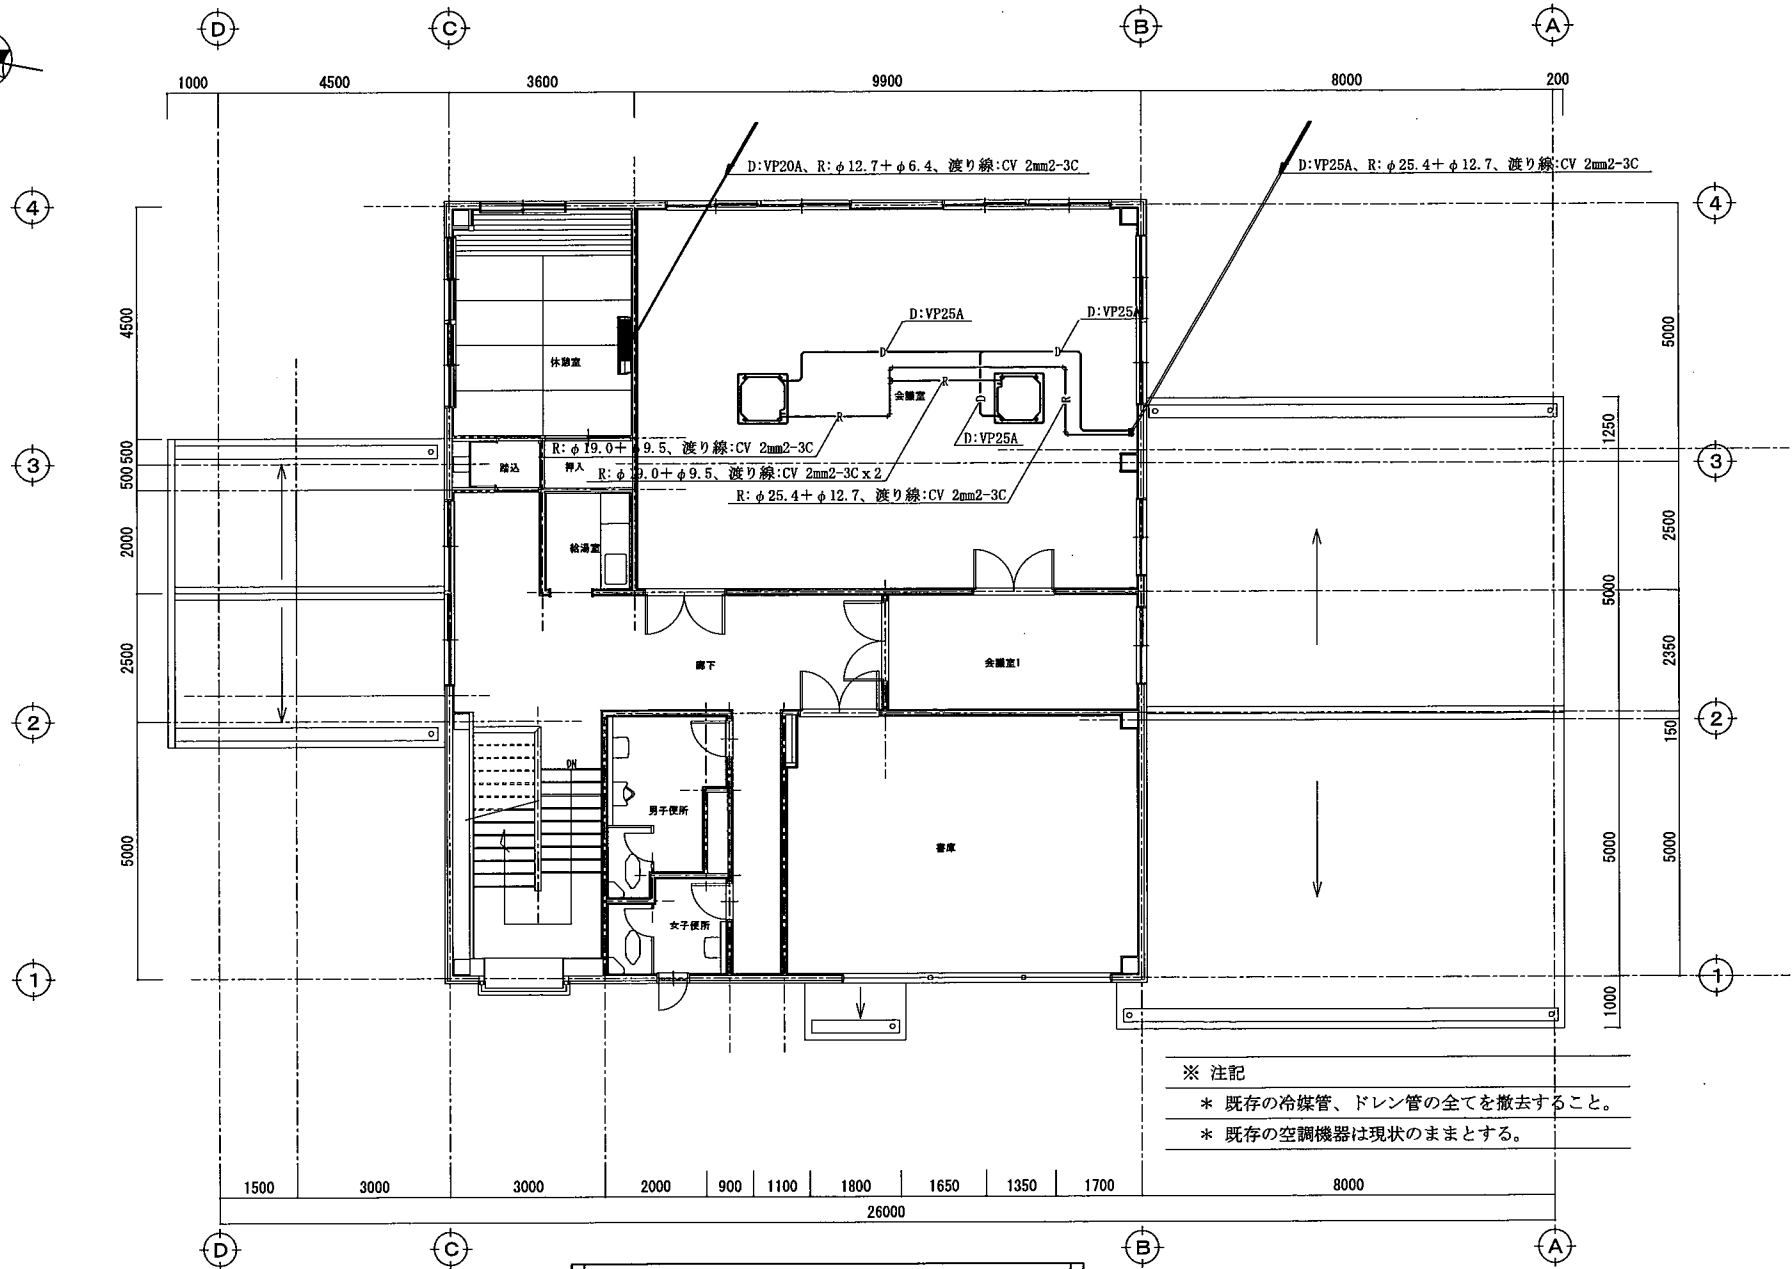 D
C
B
A
1000
4500
3600
9900
8000
200
D:VP20A、R:φ12.7+φ6.4、渡り線:CV 2mm2-3C
D:VP25A、R:φ25.4+φ12.7、渡り線:CV 2mm2-3C
4
4
4500
5000
D:VP25A
D:VP25A
D
D
休憩室
会議室
R
D
R
R
D:VP25A
1250
R:φ19.0+φ9.5、渡り線:CV 2mm2-3C
500
3
踏込
押入
3
500
R:φ19.0+φ9.5、渡り線:CV 2mm2-3Cx2
R:φ25.4+φ12.7、渡り線:CV 2mm2-3C
2000
給湯室
2500
5000
2500
廊下
会議室1
2350
2
2
150
DN
男子便所
5000
書庫
5000
5000
女子便所
1
1
1000
※ 注記
＊ 既存の冷媒管、ドレン管の全てを撤去すること。
＊ 既存の空調機器は現状のままとする。
1500
3000
3000
2000
900
1100
1800
1650
1350
1700
8000
26000
D
C
B
A